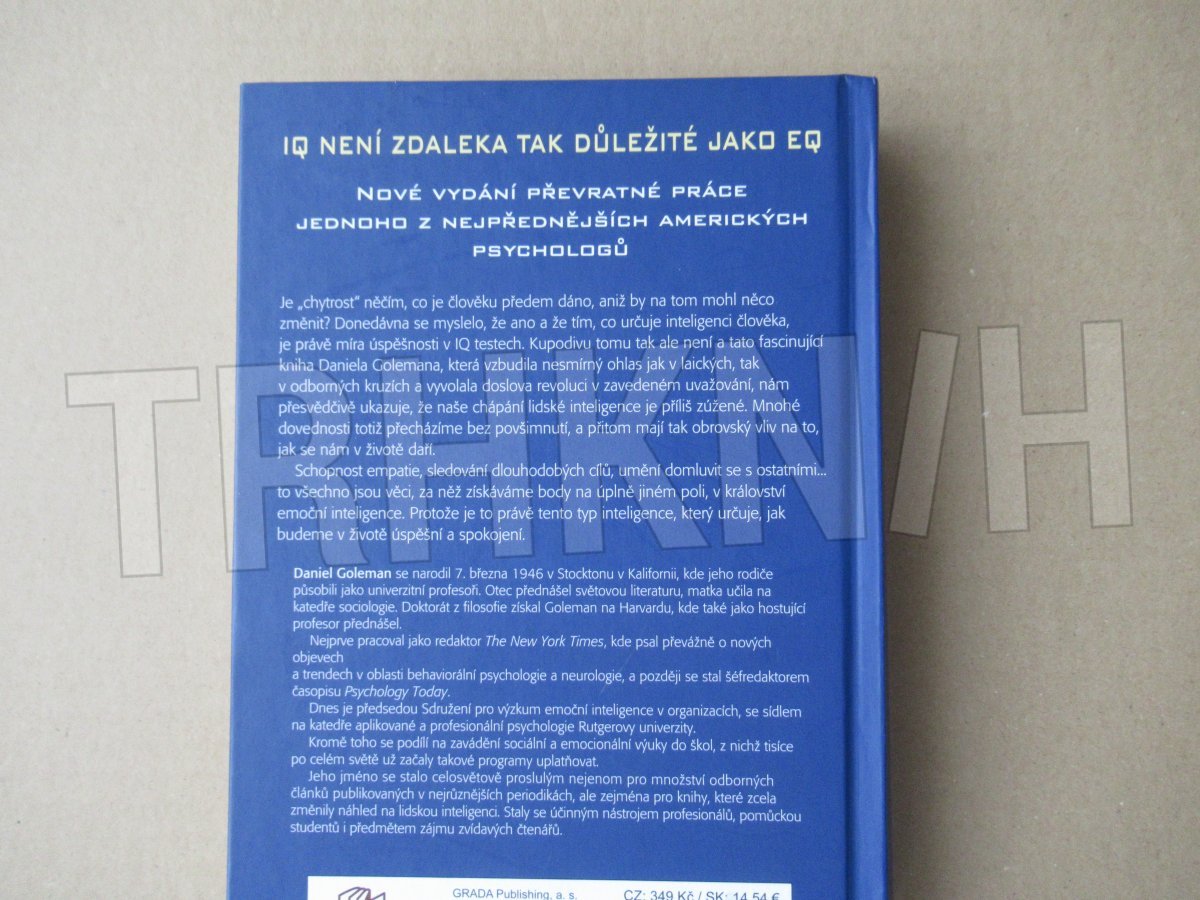 IQ NENÍ ZDALEKA TAK DŮLEŽITÉ JAKO EQ
NOVÉ VYDÁNÍ PŘEVRATNÉ PRÁCE
JEDNOHO Z NEJPŘEDNĚJŠÍCH AMERICKÝCH
PSYCHOLOGŮ
Je „chytrost“ něčím, co je člověku předem dáno, aniž by na tom mohl něco
změnit? Donedávna se myslelo, že ano a že tím, co určuje inteligenci člověka,
je právě míra úspěšnosti v IQ testech. Kupodivu tomu tak ale není a tato fascinující
kniha Daniela Golemana, která vzbudila nesmírný ohlas jak v laických, tak
v odborných kruzích a vyvolala doslova revoluci v zavedeném uvažování, nám
přesvědčivě ukazuje, že naše chápání lidské inteligence je příliš zúžené. Mnohé
dovednosti totiž přecházíme bez povšimnutí, a přitom mají tak obrovský vliv na to,
jak se nám v životě daří.
Schopnost empatie, sledování dlouhodobých cílů, umění domluvit se s ostatními...
to všechno jsou věci, za něž získáváme body na úplně jiném poli, v království
emoční inteligence. Protože je to právě tento typ inteligence, který určuje, jak
budeme v životě úspěšní a spokojení.
TRHKNI/H
Daniel Goleman se narodil 7. března 1946 v Stocktonu v Kalifornii, kde jeho rodiče
působili jako univerzitní profesoři. Otec přednášel světovou literaturu, matka učila na
katedře sociologie. Doktorát z filosofie získal Goleman na Harvardu, kde také jako hostující
profesor přednášel.
Nejprve pracoval jako redaktor The New York Times, kde psal převážně o nových
objevech
a trendech v oblasti behaviorální psychologie a neurologie, a později se stal šéfredaktorem
časopisu Psychology Today.
Dnes je předsedou Sdružení pro výzkum emoční inteligence v organizacích, se sídlem
na katedře aplikované a profesionální psychologie Rutgerovy univerzity.
Kromě toho se podílí na zavádění sociální a emocionální výuky do škol, z nichž tisíce
po celém světě už začaly takové programy uplatňovat.
Jeho jméno se stalo celosvětově proslulým nejenom pro množství odborných
článků publikovaných v nejrůznějších periodikách, ale zejména pro knihy, které zcela
změnily náhled na lidskou inteligenci. Staly se účinným nástrojem profesionálů, pomůckou
studentů i předmětem zájmu zvídavých čtenářů.
GRADA Publishing, a. s.
CZ: 349 Kč / SK: 14,54 €